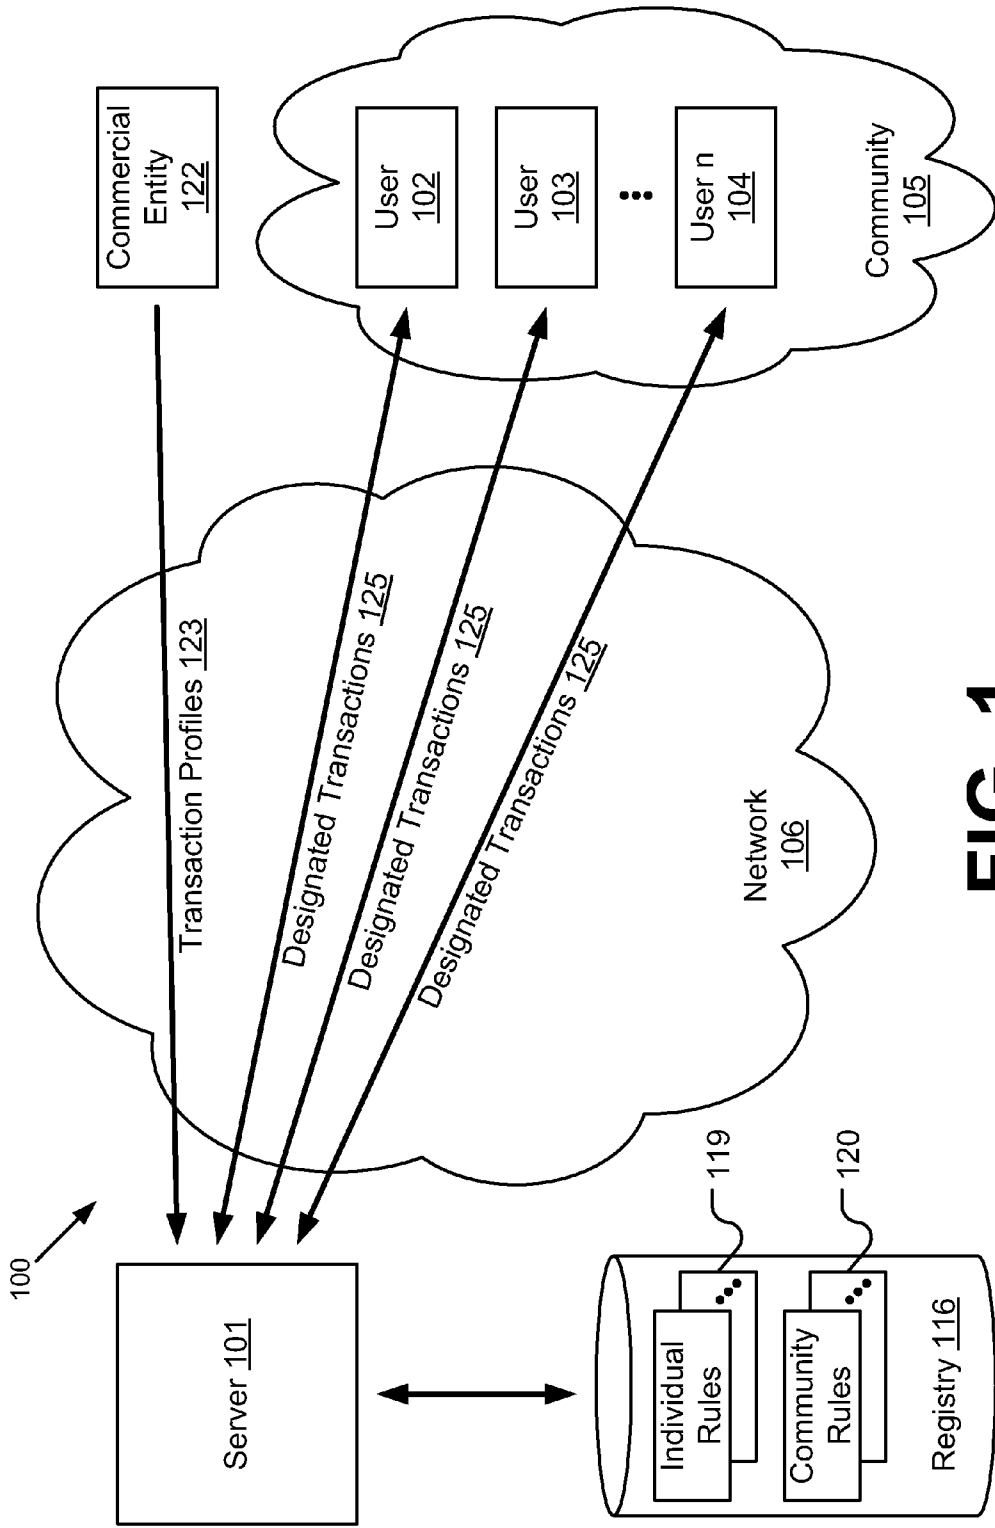 100
Server 101
Transaction Profiles 123
Commercial
Entity
122
Designated Transactions 125
Designated Transactions 125
Designated Transactions 125
User
102
User
103
User n
104
Community
105
Network
106
Individual
Rules
119
Community
Rules
120
Registry 116
FIG. 1